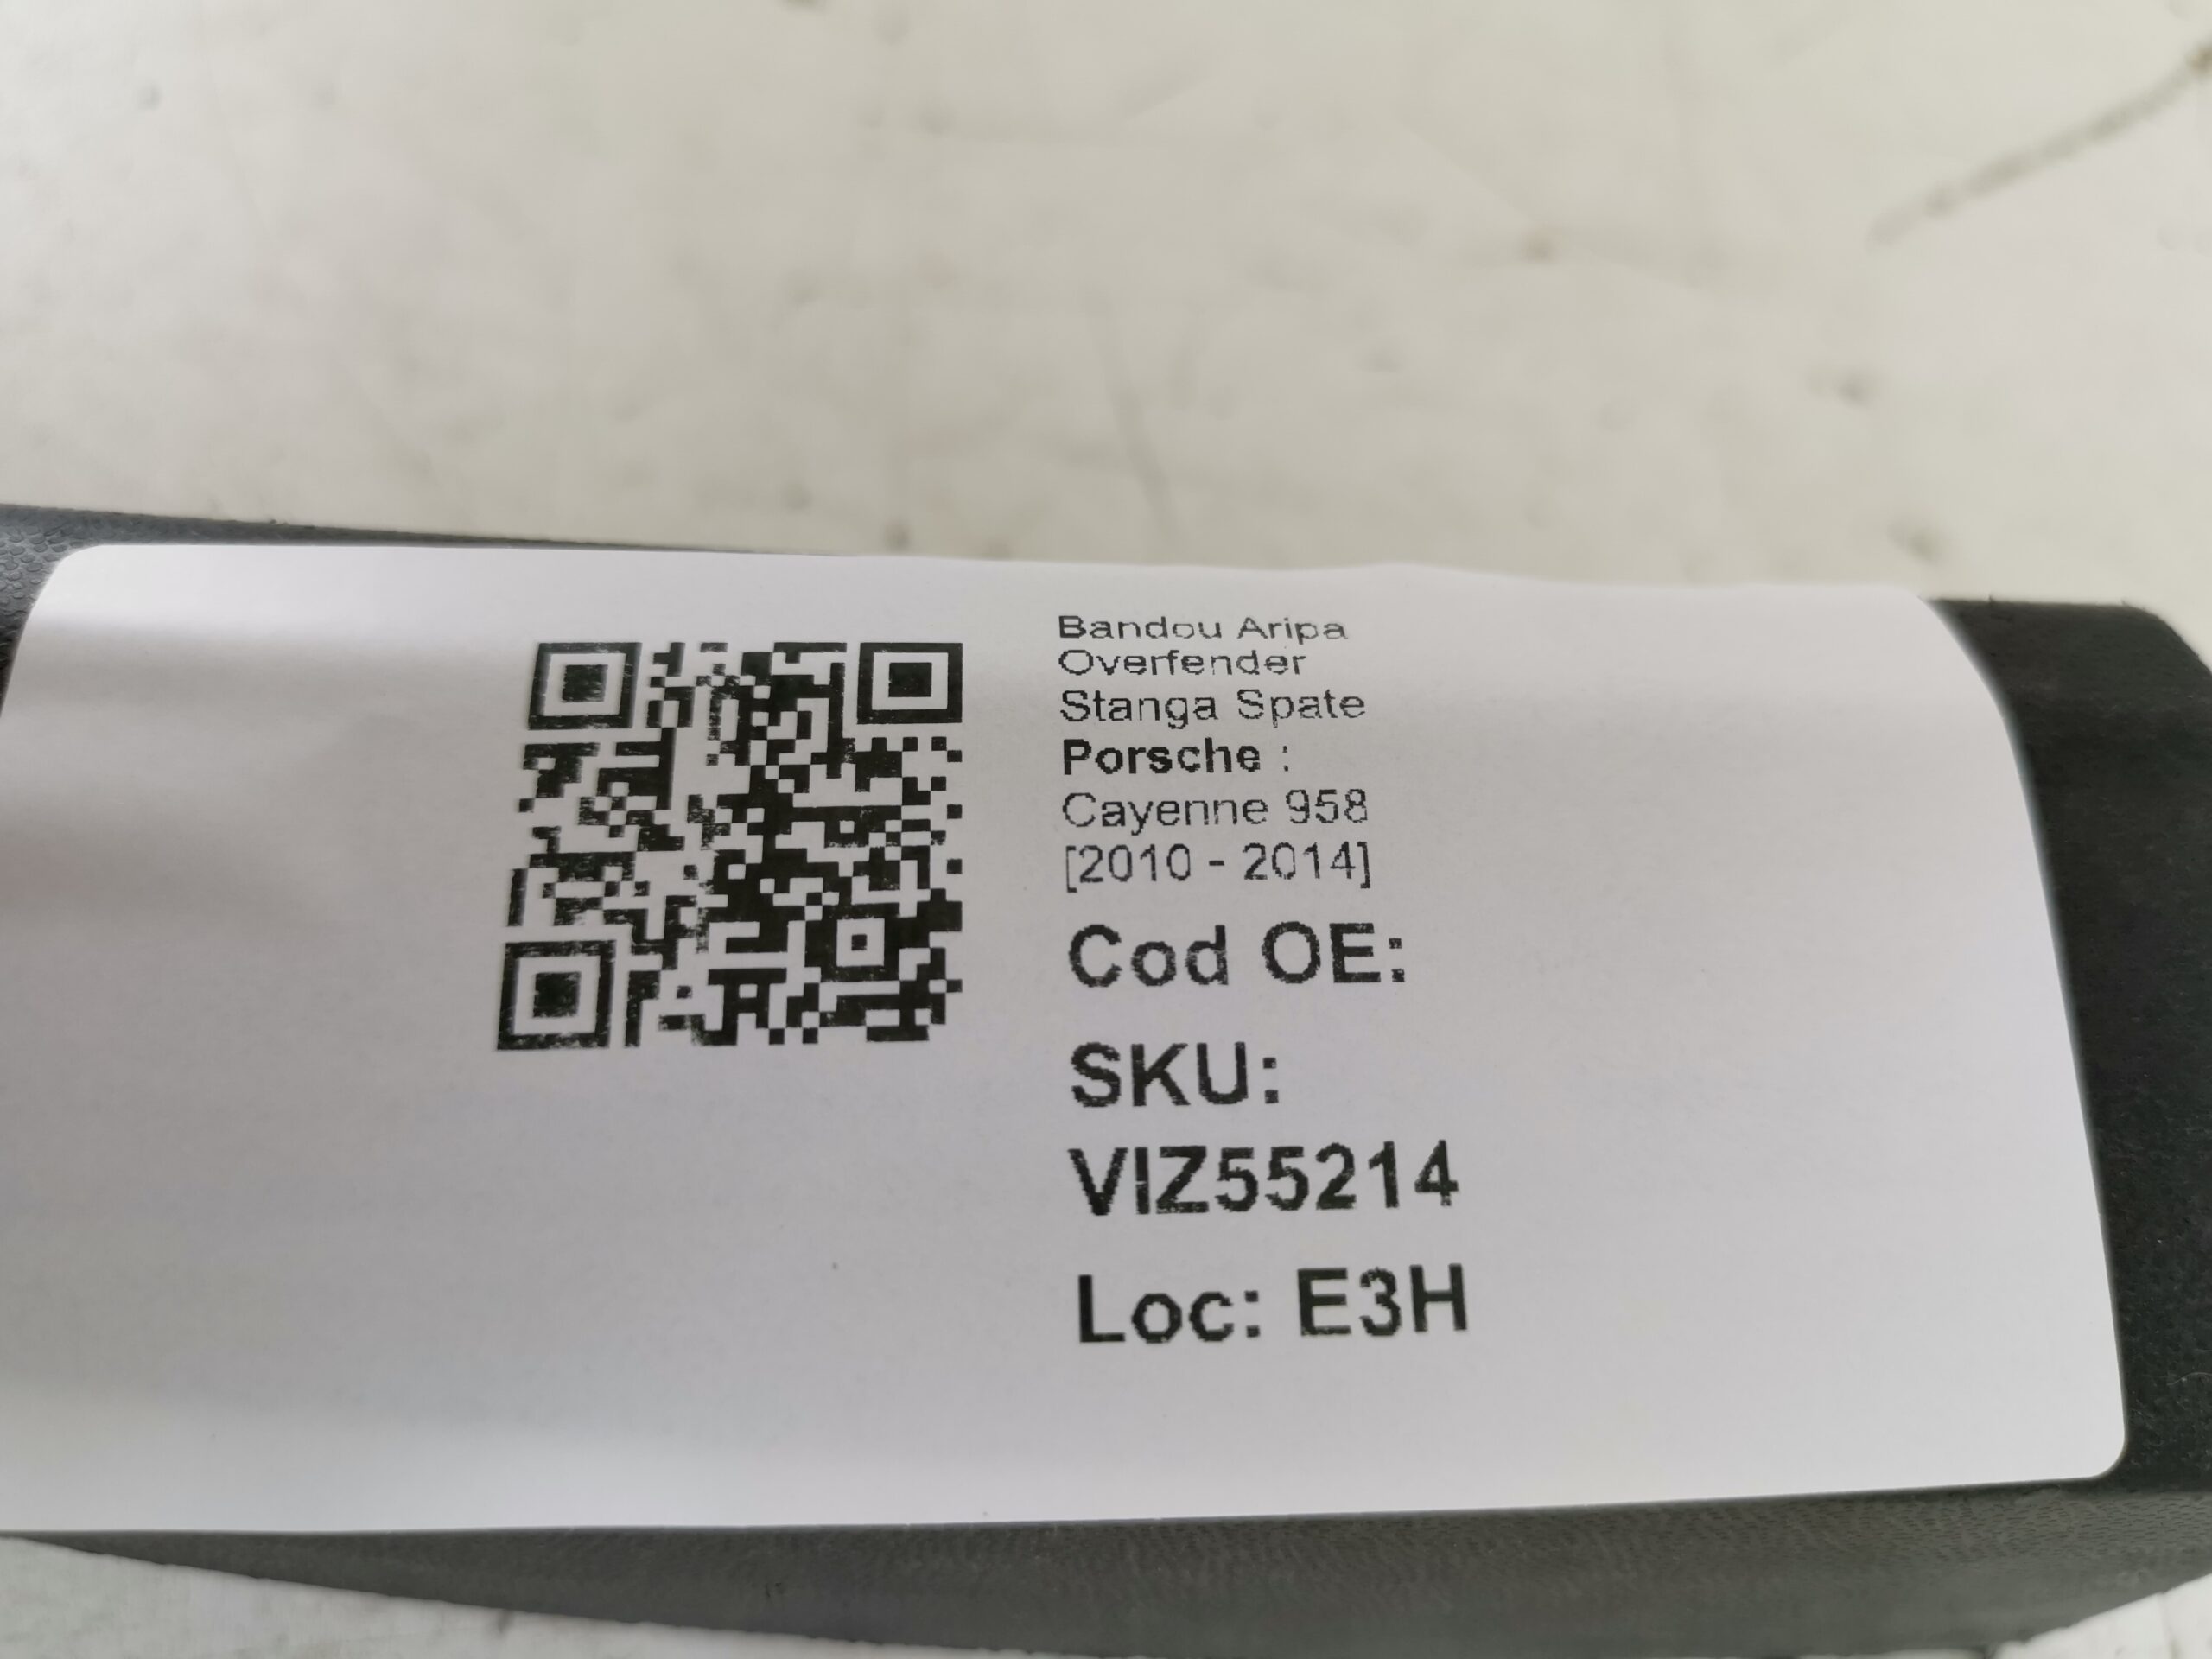 Bandou Aripa
Overfender
Stanga Spate
Porsche :
Cayenne 958
[2010 - 2014]
Cod OE:
SKU:
VIZ55214
Loc: E3H